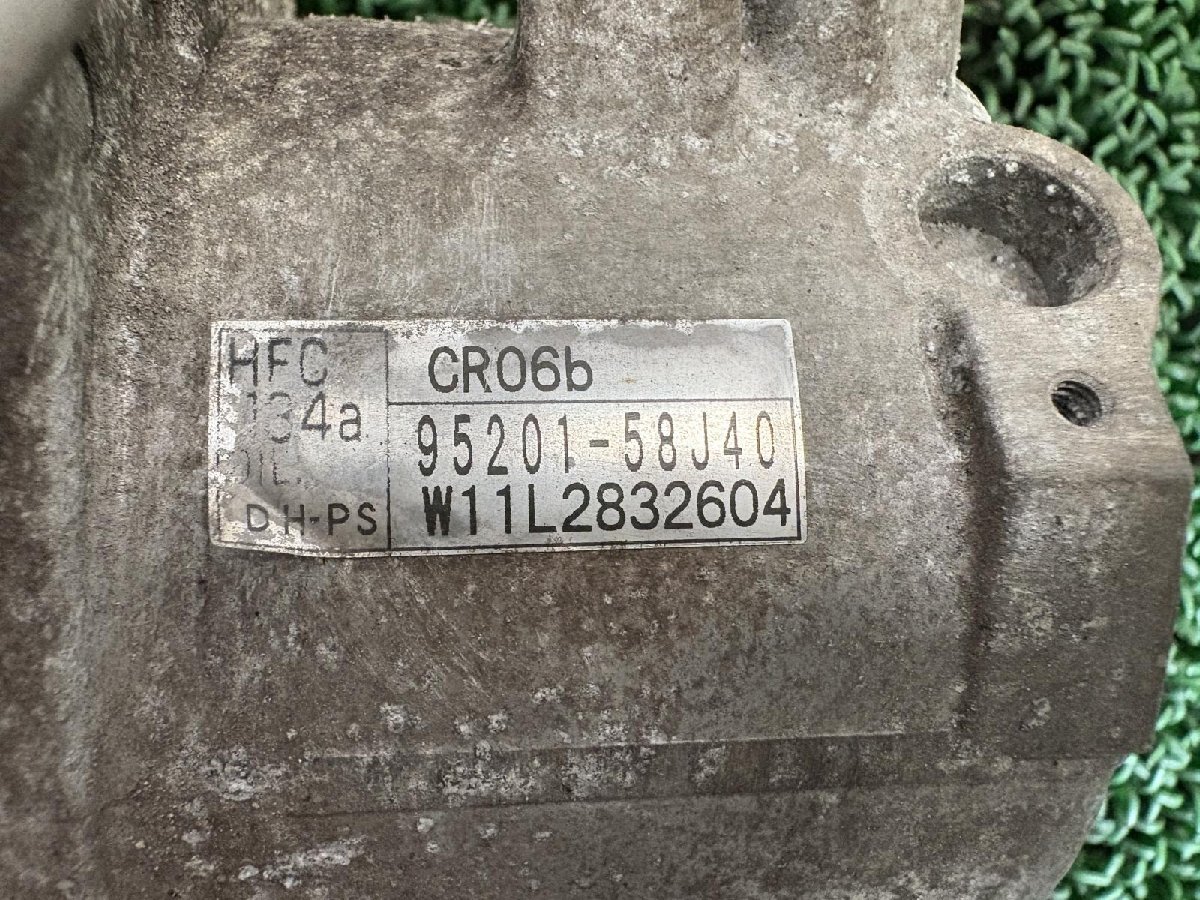 HFC
134a
OIL
DH-PS
CR06b
95201-58J40
W11L2832604